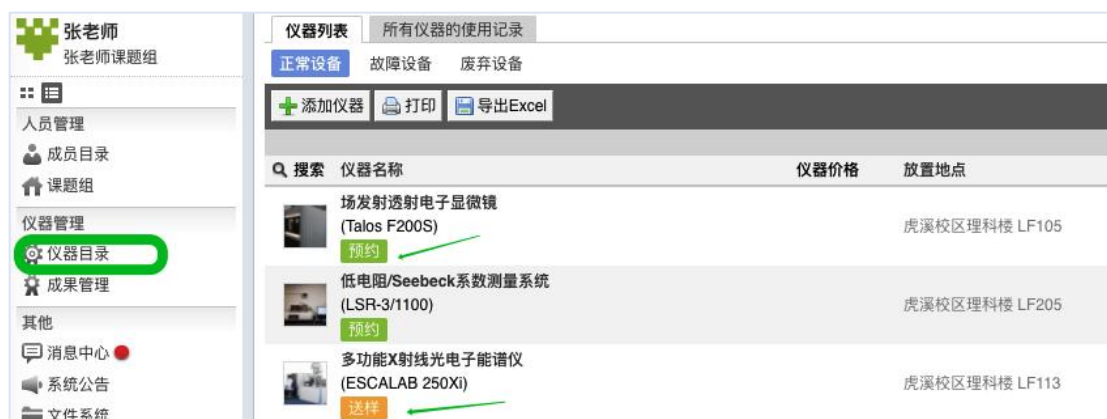 张老师
张老师课题组
人员管理
成员目录
课题组
仪器管理
仪器目录
成果管理
其他
消息中心
系统公告
文件系统
仪器列表 所有仪器的使用记录
正常设备 故障设备 废弃设备
添加仪器 打印 导出Excel
搜索 仪器名称 仪器价格 放置地点
场发射透射电子显微镜
(Talos F200S) 虎溪校区理科楼 LF105
预约
低电阻/Seebeck系数测量系统
(LSR-3/1100) 虎溪校区理科楼 LF205
预约
多功能X射线光电子能谱仪
(ESCALAB 250Xi) 虎溪校区理科楼 LF113
送样